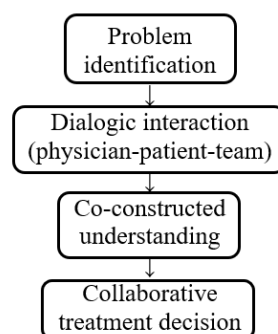 Problem
identification
Dialogic interaction
(physician-patient-team)
Co-constructed
understanding
Collaborative
treatment decision